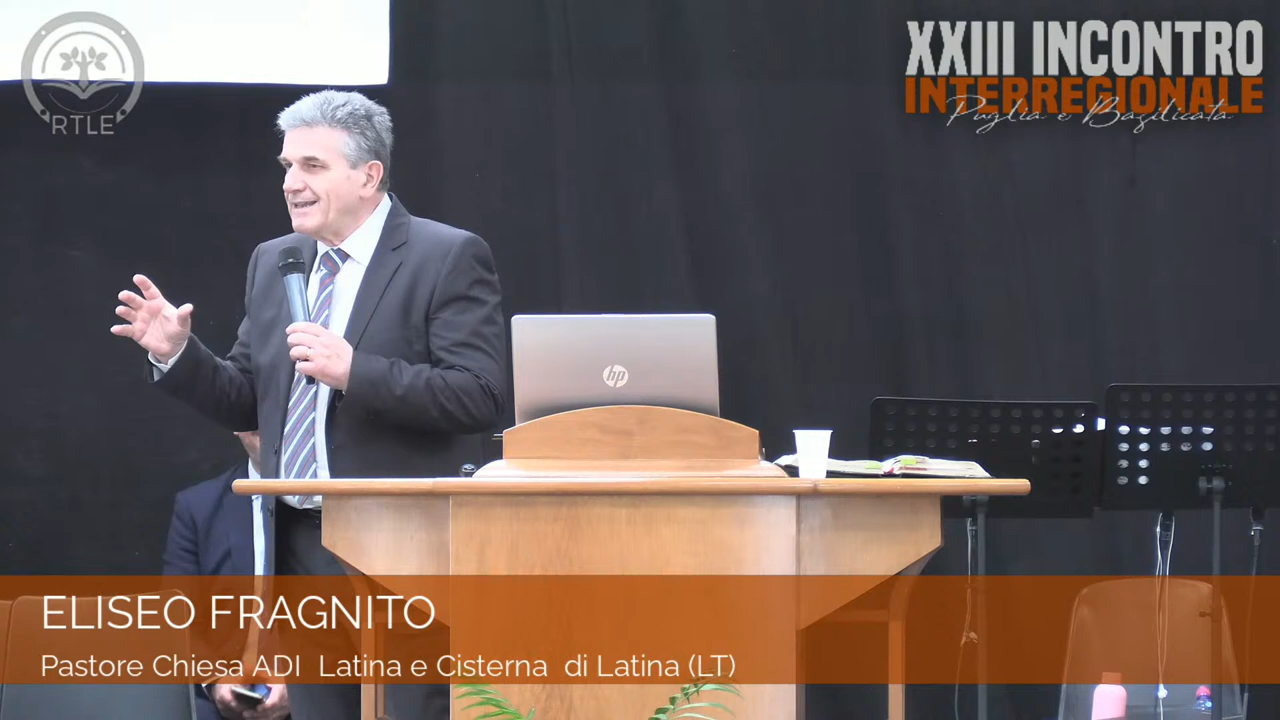 RTLE
XXIII INCONTRO
INTERREGIONALE
Puglia e Basilicata
hp
ELISEO FRAGNITO
Pastore Chiesa ADI Latina e Cisterna di Latina (LT)